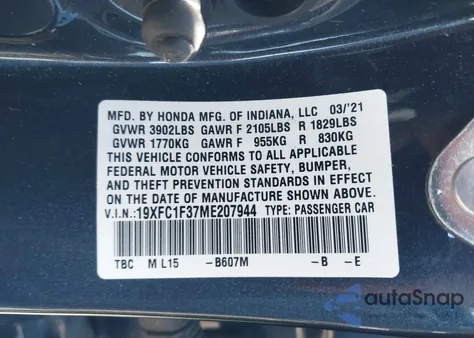 MFD. BY HONDA MFG. OF INDIANA, LLC 03/'21
GVWR 3902LBS GAWR F 2105LBS R 1829LBS
GVWR 1770KG GAWR F 955KG R 830KG
THIS VEHICLE CONFORMS TO ALL APPLICABLE
FEDERAL MOTOR VEHICLE SAFETY, BUMPER,
AND THEFT PREVENTION STANDARDS IN EFFECT
ON THE DATE OF MANUFACTURE SHOWN ABOVE.
V.I.N.:19XFC1F37ME207944 TYPE: PASSENGER CAR
TBC M L15 -B607M -B -E
autoSnap